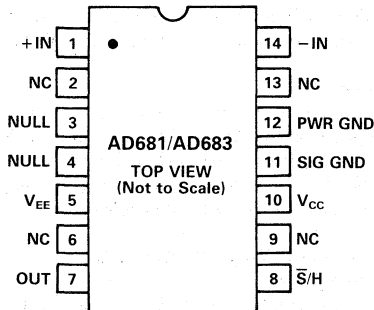 +IN 1 14 −IN
NC 2 13 NC
NULL 3 12 PWR GND
NULL 4 11 SIG GND
AD681/AD683
TOP VIEW
(Not to Scale)
VEE 5 10 VCC
NC 6 9 NC
OUT 7 8 S̅/H